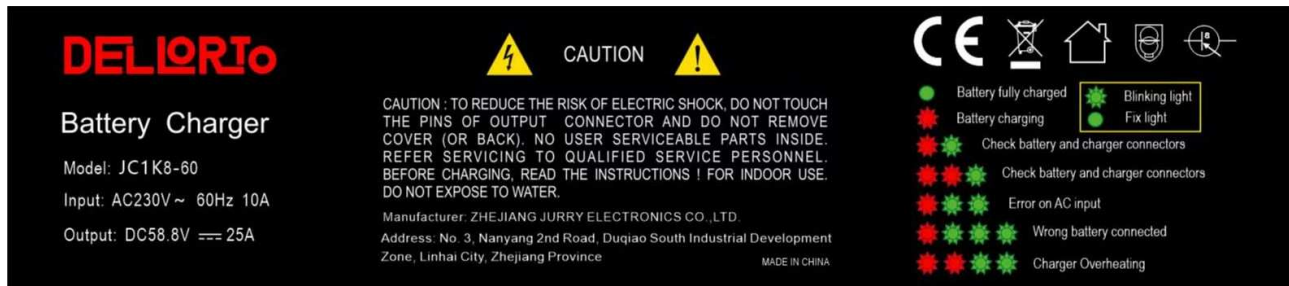 DELLORTO
Battery Charger
Model: JC1K8-60
Input: AC230V~ 60Hz 10A
Output: DC58.8V ⎓ 25A
CAUTION
CAUTION : TO REDUCE THE RISK OF ELECTRIC SHOCK, DO NOT TOUCH
THE PINS OF OUTPUT CONNECTOR AND DO NOT REMOVE
COVER (OR BACK). NO USER SERVICEABLE PARTS INSIDE.
REFER SERVICING TO QUALIFIED SERVICE PERSONNEL.
BEFORE CHARGING, READ THE INSTRUCTIONS ! FOR INDOOR USE.
DO NOT EXPOSE TO WATER.
Manufacturer: ZHEJIANG JURRY ELECTRONICS CO.,LTD.
Address: No. 3, Nanyang 2nd Road, Duqiao South Industrial Development
Zone, Linhai City, Zhejiang Province
MADE IN CHINA
CE
Battery fully charged
Blinking light
Battery charging
Fix light
Check battery and charger connectors
Check battery and charger connectors
Error on AC input
Wrong battery connected
Charger Overheating